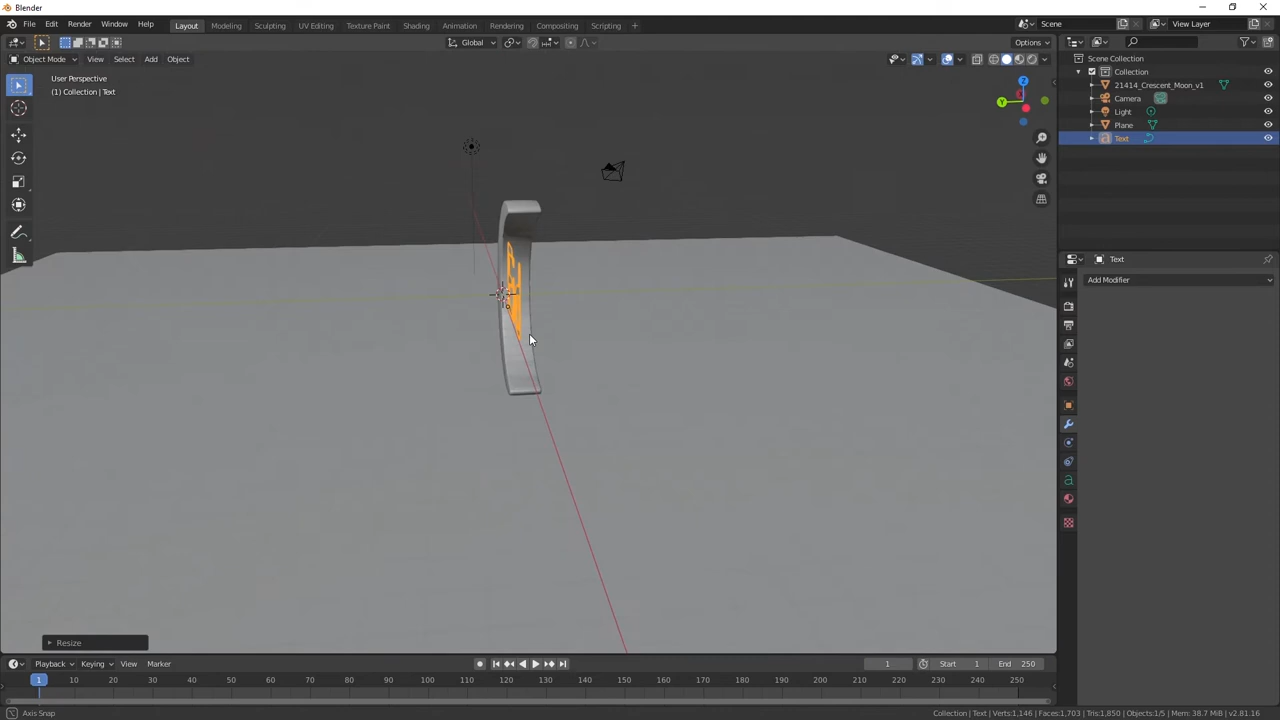 Blender
File Edit Render Window Help Layout Modeling Sculpting UV Editing Texture Paint Shading Animation Rendering Compositing Scripting + Scene View Layer
Global Options
Object Mode View Select Add Object
User Perspective
(1) Collection | Text
Scene Collection
Collection
21414_Crescent_Moon_v1
Camera
Light
Plane
Text
Z
Y
Text
Add Modifier
Resize
Playback Keying View Marker 1 Start 1 End 250
1 10 20 30 40 50 60 70 80 90 100 110 120 130 140 150 160 170 180 190 200 210 220 230 240 250
Axis Snap Collection | Text | Verts:1,146 | Faces:1,703 | Tris:1,850 | Objects:1/5 | Mem: 38.7 MiB | v2.81.16